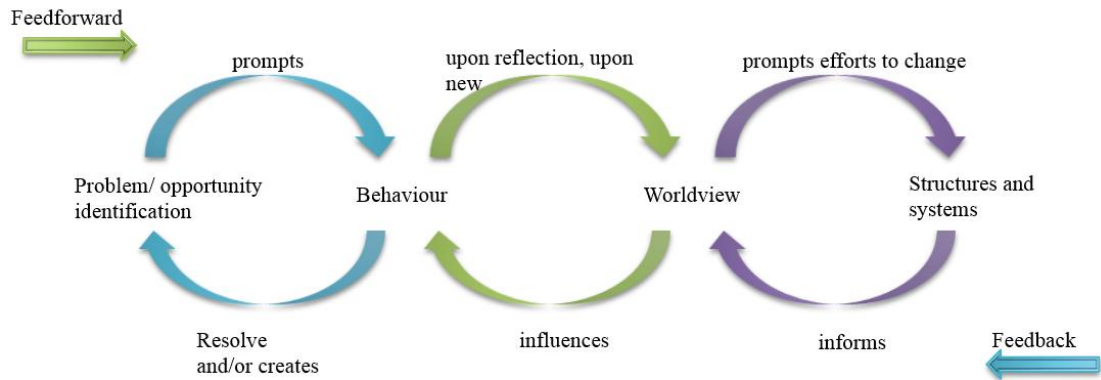 Feedforward
prompts
upon reflection, upon
new
prompts efforts to change
Problem/ opportunity
identification
Behaviour
Worldview
Structures and
systems
Resolve
and/or creates
influences
informs
Feedback